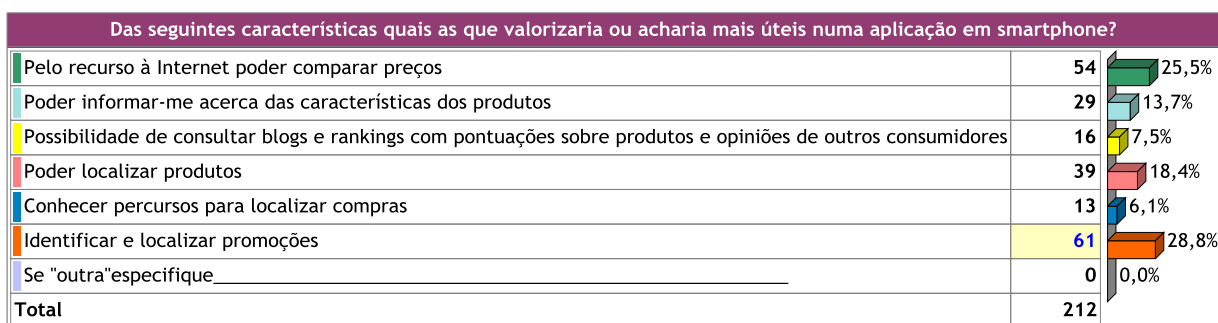 Das seguintes características quais as que valorizaria ou acharia mais úteis numa aplicação em smartphone?
Pelo recurso à Internet poder comparar preços 54 25,5%
Poder informar-me acerca das características dos produtos 29 13,7%
Possibilidade de consultar blogs e rankings com pontuações sobre produtos e opiniões de outros consumidores 16 7,5%
Poder localizar produtos 39 18,4%
Conhecer percursos para localizar compras 13 6,1%
Identificar e localizar promoções 61 28,8%
Se "outra"especifique______________________________________________________ 0 0,0%
Total 212